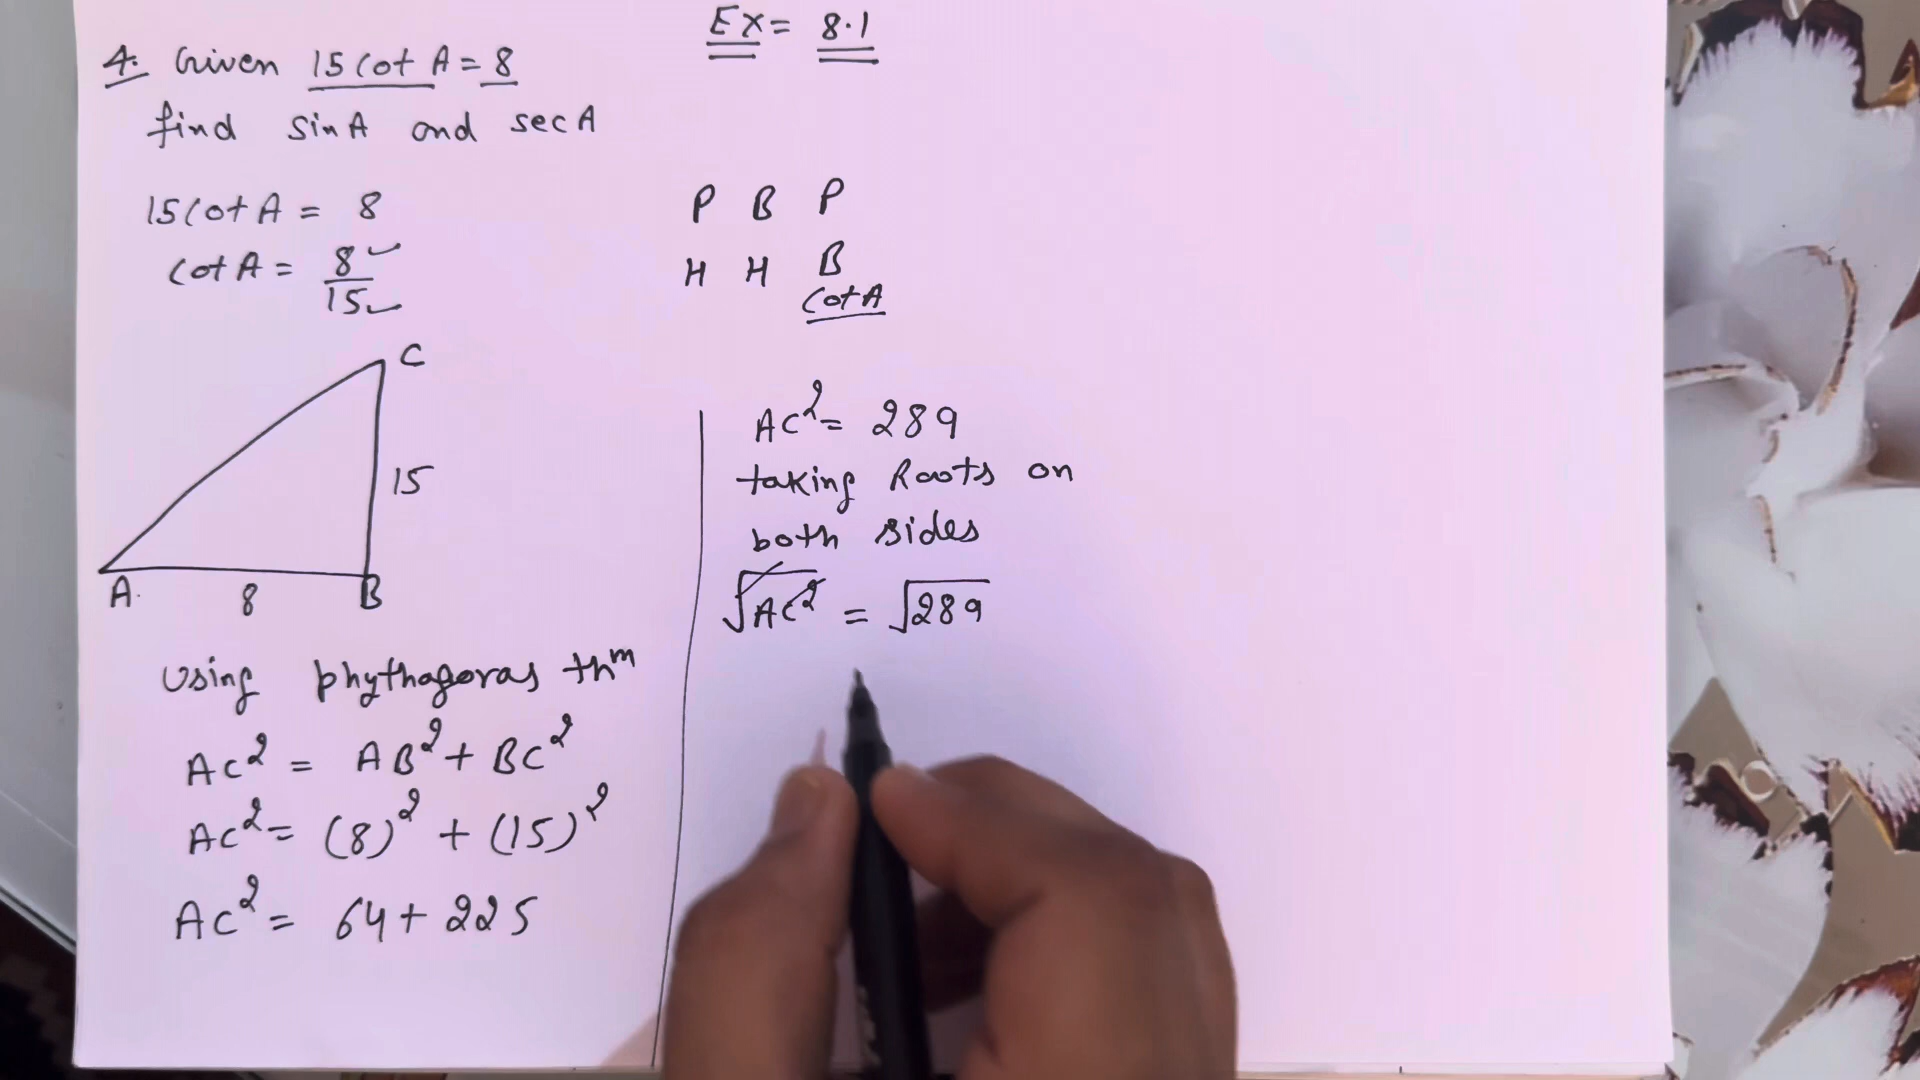 Ex = 8.1
4. Given 15 cot A = 8
find sin A and sec A
15 cot A = 8
cot A = 8/15
P B P
H H B
cot A
C
15
A. 8 B
Using phythagoras thm
AC² = AB² + BC²
AC² = (8)² + (15)²
AC² = 64 + 225
AC² = 289
taking Roots on
both sides
√AC² = √289